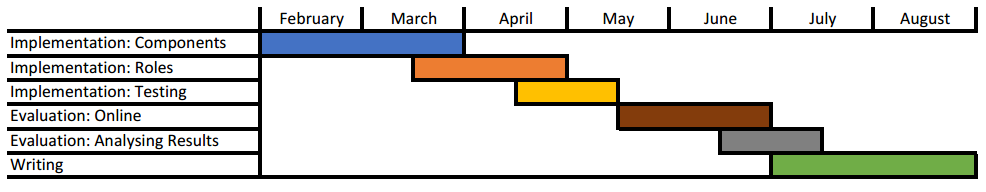 February March April May June July August
Implementation: Components
Implementation: Roles
Implementation: Testing
Evaluation: Online
Evaluation: Analysing Results
Writing